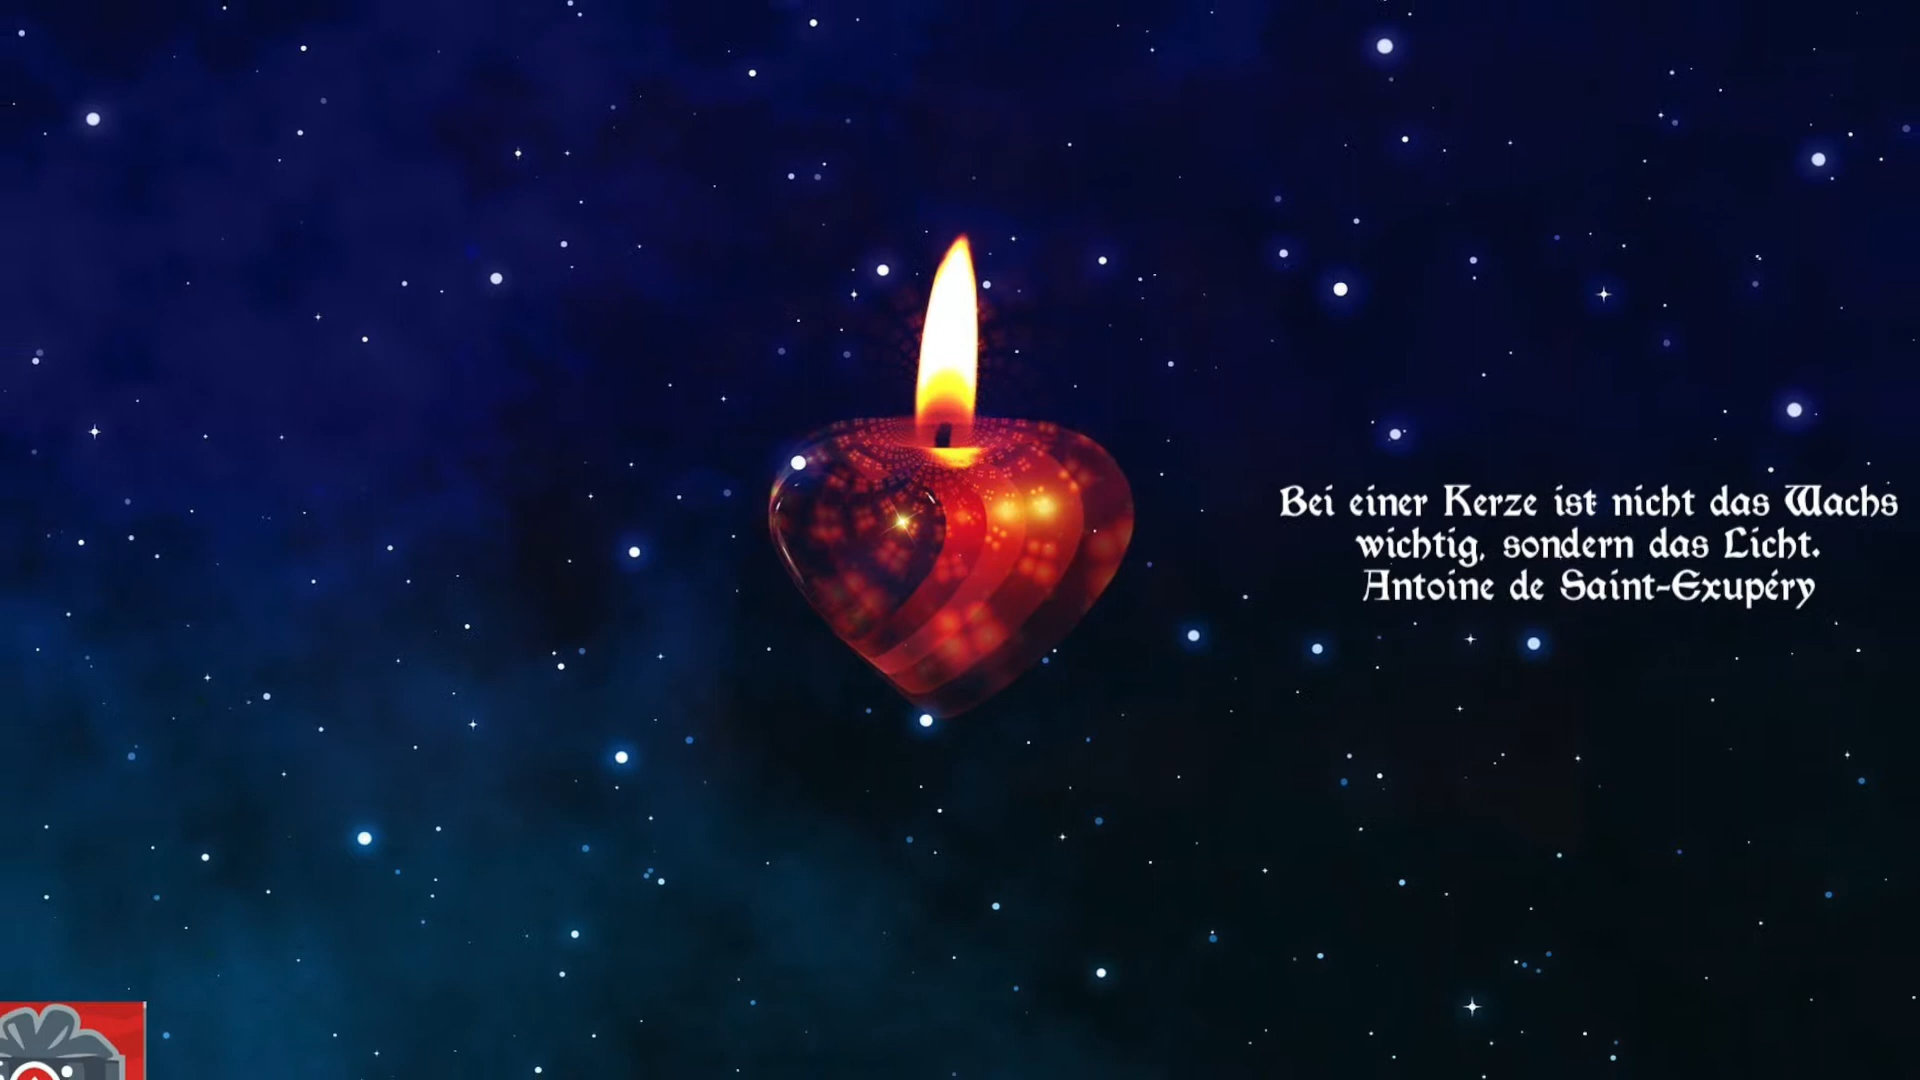 Bei einer Kerze ist nicht das Wachs
wichtig, sondern das Licht.
Antoine de Saint-Exupéry